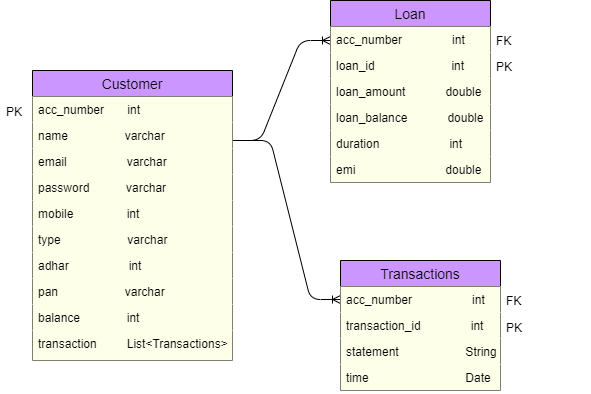 Loan
acc_number int FK
loan_id int PK
loan_amount double
loan_balance double
duration int
emi double
Customer
PK acc_number int
name varchar
email varchar
password varchar
mobile int
type varchar
adhar int
pan varchar
balance int
transaction List<Transactions>
Transactions
acc_number int FK
transaction_id int PK
statement String
time Date